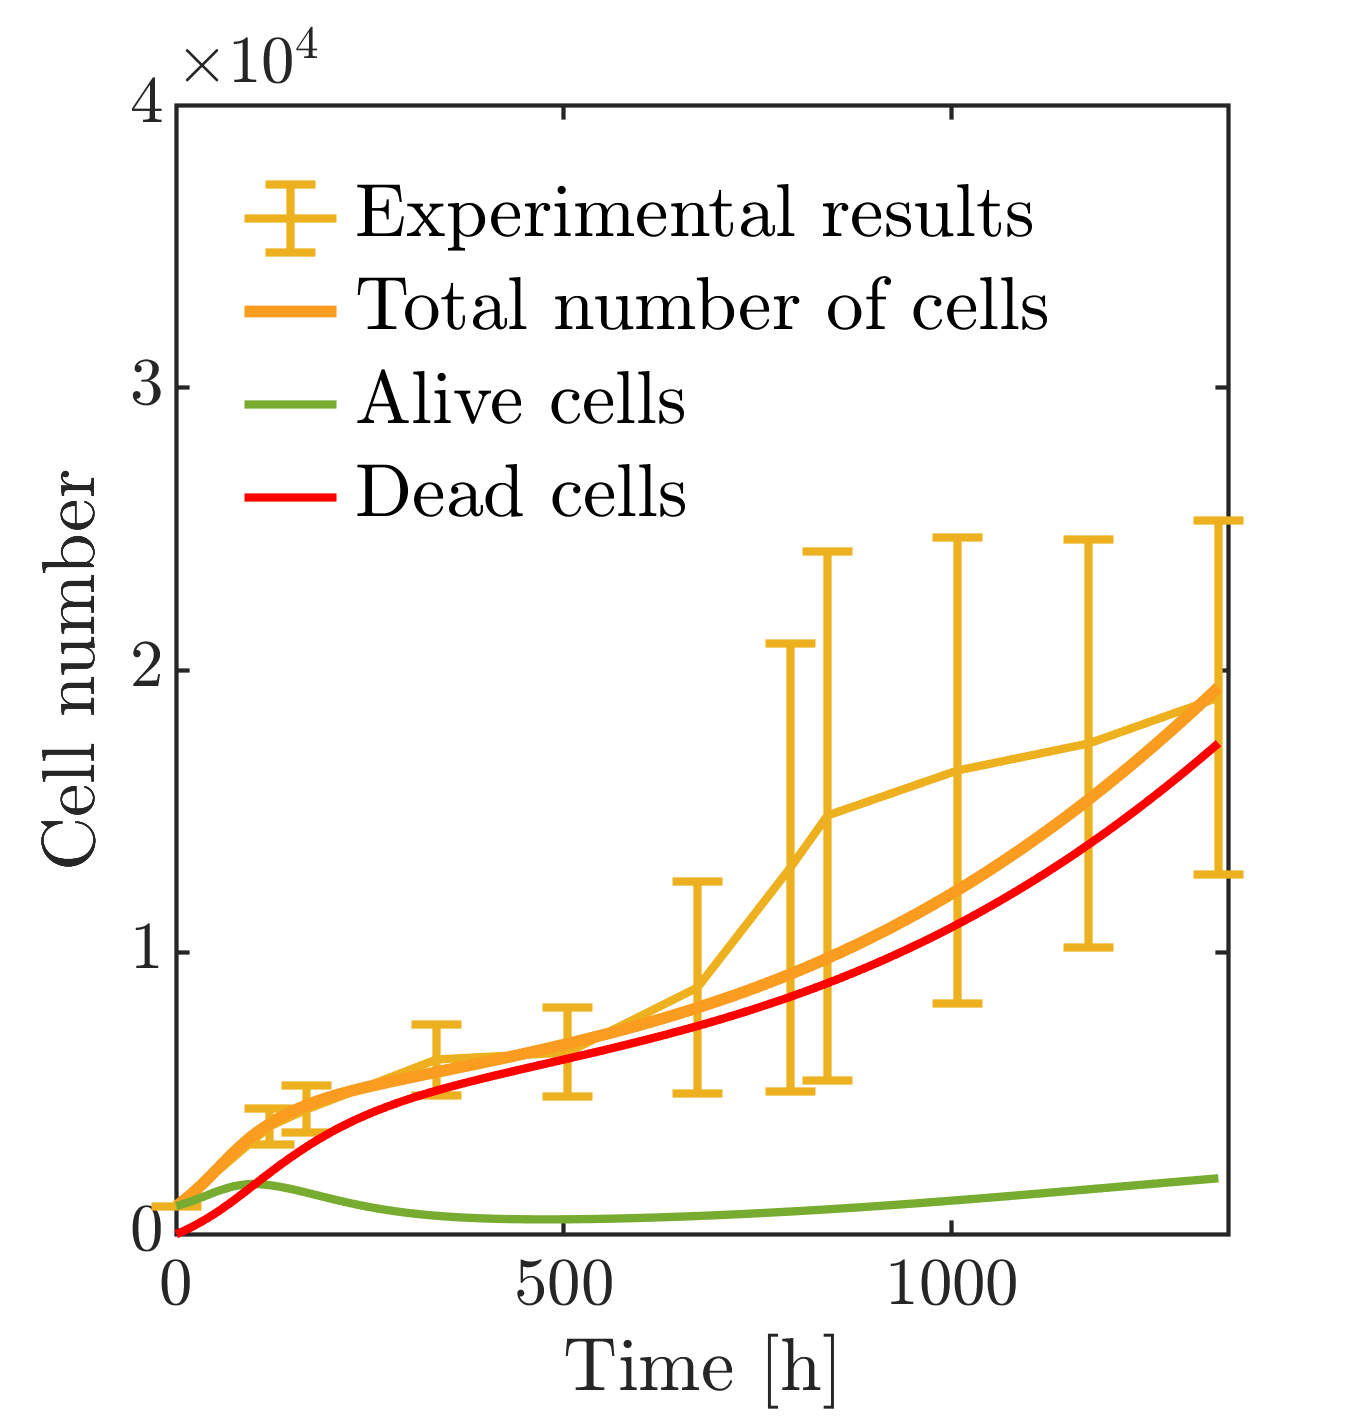 ×10⁴
4
3
2
1
0
Cell number
Experimental results
Total number of cells
Alive cells
Dead cells
0 500 1000
Time [h]